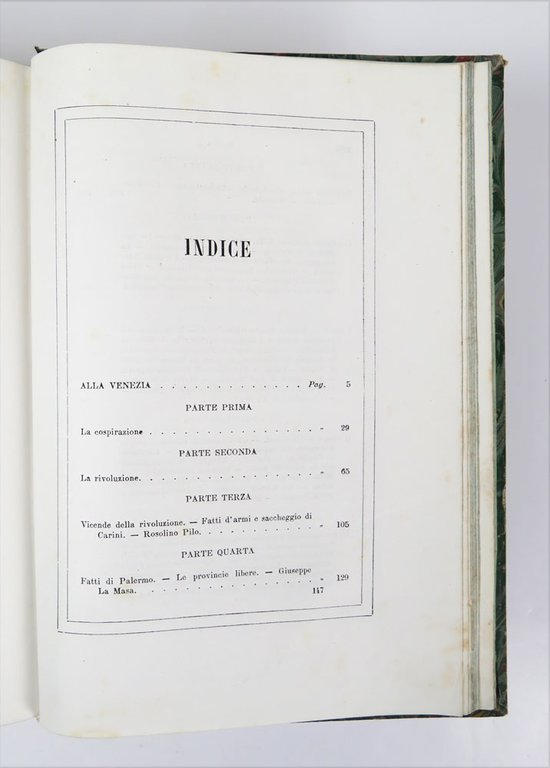 INDICE
ALLA VENEZIA . . . . . . . . . . . . . Pag. 5
PARTE PRIMA
La cospirazione . . . . . . . . . . . . . . . „ 29
PARTE SECONDA
La rivoluzione. . . . . . . . . . . . . . . . „ 65
PARTE TERZA
Vicende della rivoluzione. — Fatti d'armi e saccheggio di
Carini. — Rosolino Pilo. . . . . . . . . . . „ 105
PARTE QUARTA
Fatti di Palermo. — Le provincie libere. — Giuseppe
La Masa. . . . . . . . . . . . . . . . „ 129
147